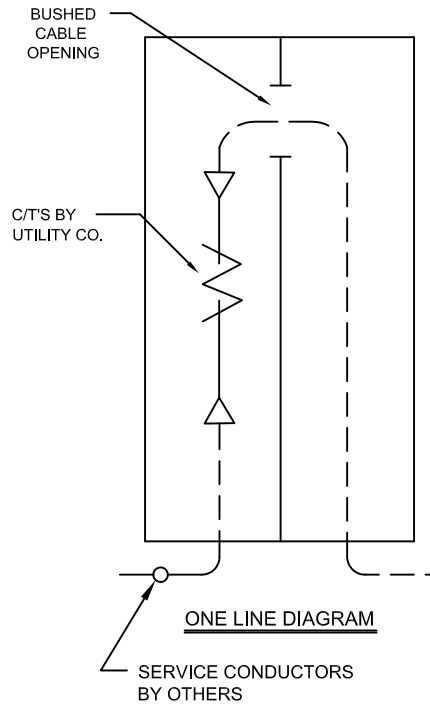 BUSHED
CABLE
OPENING
C/T'S BY
UTILITY CO.
ONE LINE DIAGRAM
SERVICE CONDUCTORS
BY OTHERS